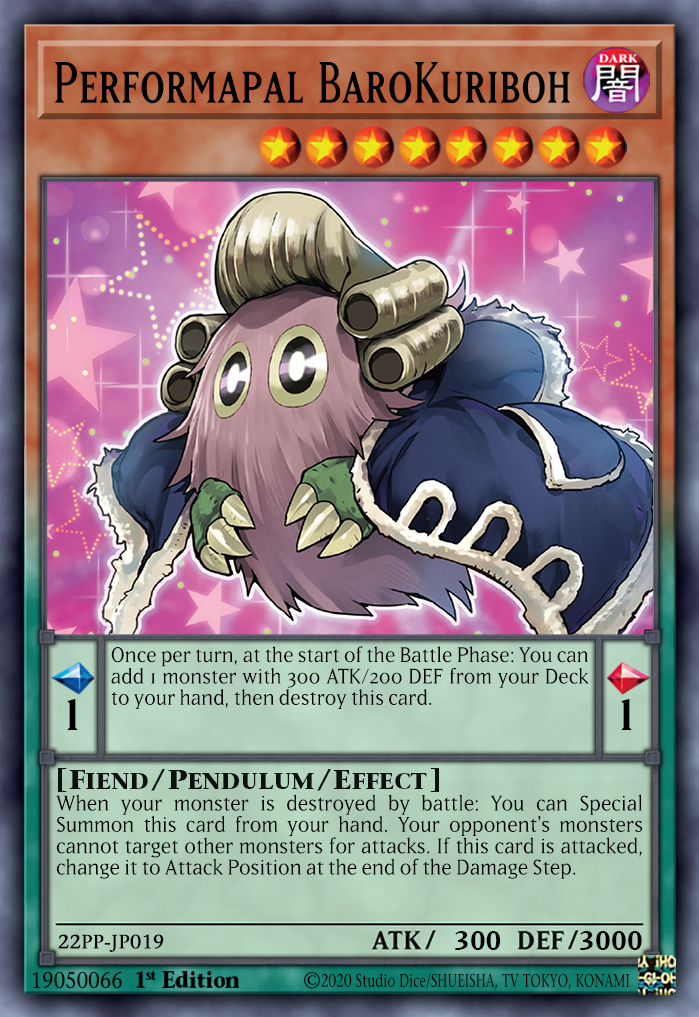 PERFORMAPAL BAROKURIBOH
DARK
闇
Once per turn, at the start of the Battle Phase: You can
add 1 monster with 300 ATK/200 DEF from your Deck
to your hand, then destroy this card.
1
1
[FIEND/PENDULUM/EFFECT]
When your monster is destroyed by battle: You can Special
Summon this card from your hand. Your opponent's monsters
cannot target other monsters for attacks. If this card is attacked,
change it to Attack Position at the end of the Damage Step.
22PP-JP019 ATK/ 300 DEF/3000
19050066 1st Edition ©2020 Studio Dice/SHUEISHA, TV TOKYO, KONAMI